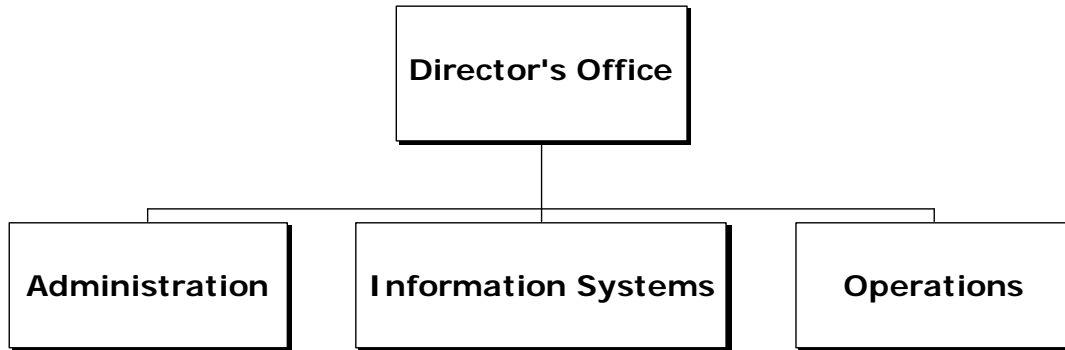 Director's Office
Administration
Information Systems
Operations